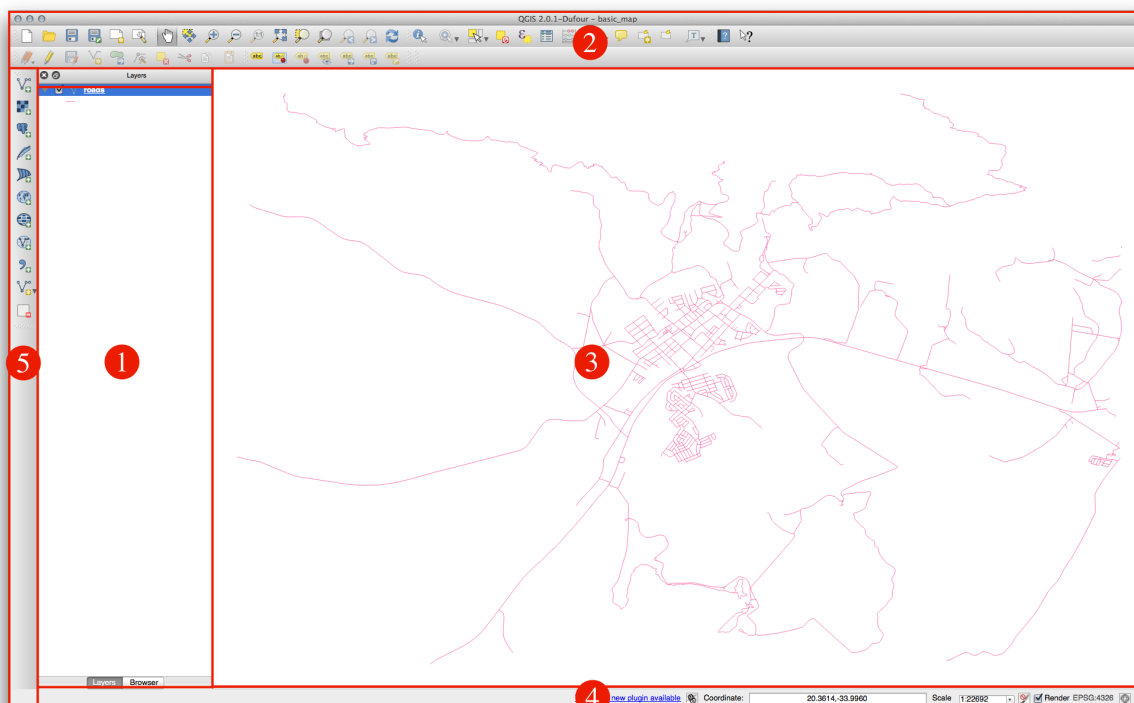 QGIS 2.0.1-Dufour - basic_map
2
Layers
roads
5
1
3
Layers Browser
4
new plugin available Coordinate: 20.3614,-33.9960 Scale 1:22692 Render EPSG:4326